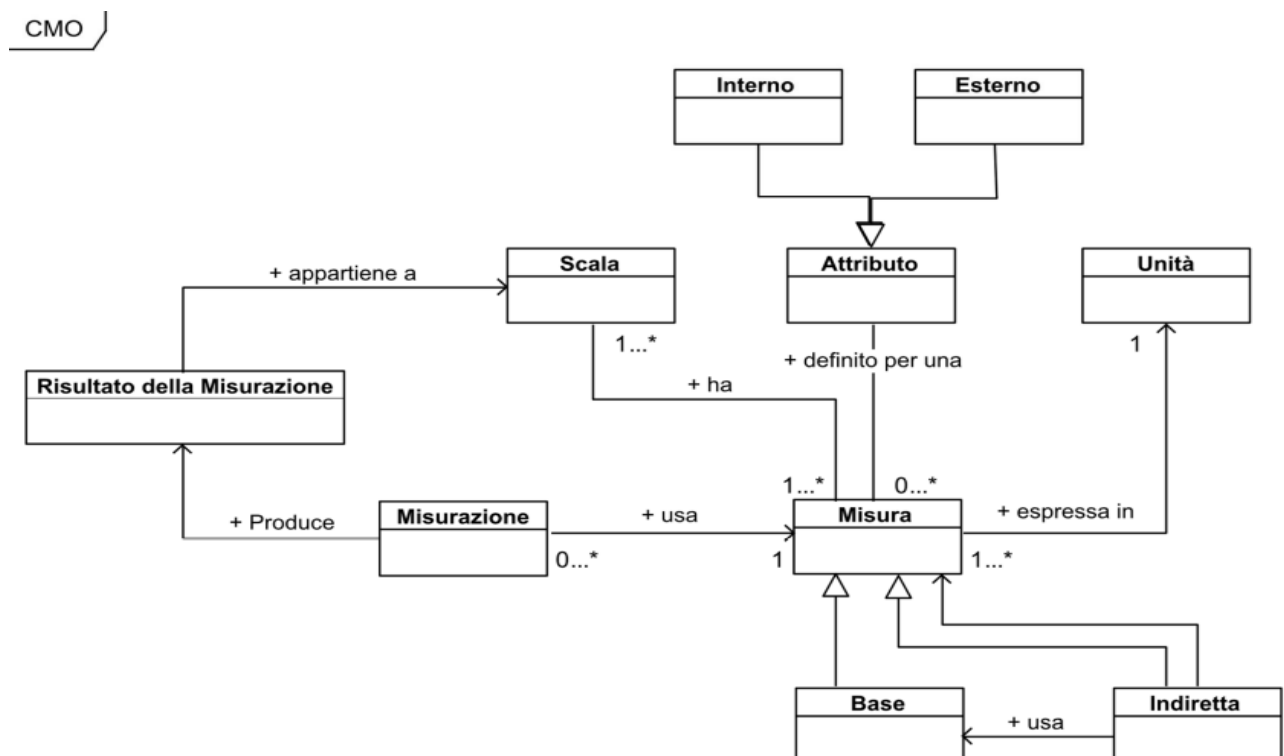 CMO
Interno
Esterno
Scala
Attributo
Unità
+ appartiene a
1...*
+ definito per una
1
Risultato della Misurazione
+ ha
1...*
0...*
+ Produce
Misurazione
+ usa
Misura
+ espressa in
0...*
1
1...*
Base
+ usa
Indiretta